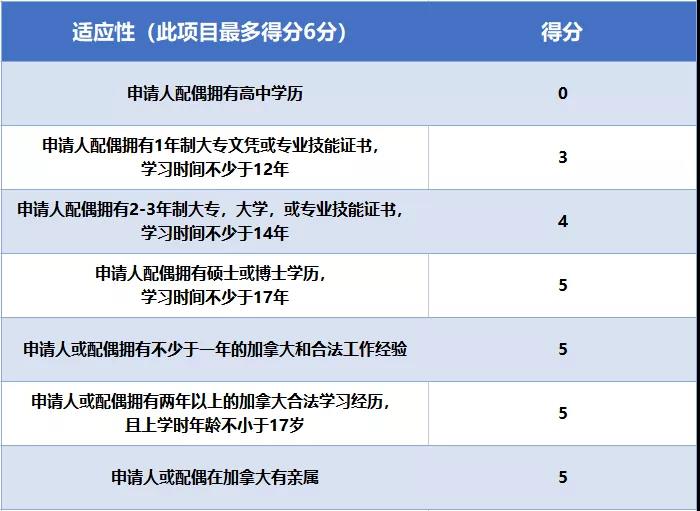 适应性（此项目最多得分6分） 得分
申请人配偶拥有高中学历 0
申请人配偶拥有1年制大专文凭或专业技能证书，
学习时间不少于12年 3
申请人配偶拥有2-3年制大专，大学，或专业技能证书，
学习时间不少于14年 4
申请人配偶拥有硕士或博士学历，
学习时间不少于17年 5
申请人或配偶拥有不少于一年的加拿大和合法工作经验 5
申请人或配偶拥有两年以上的加拿大合法学习经历，
且上学时年龄不小于17岁 5
申请人或配偶在加拿大有亲属 5